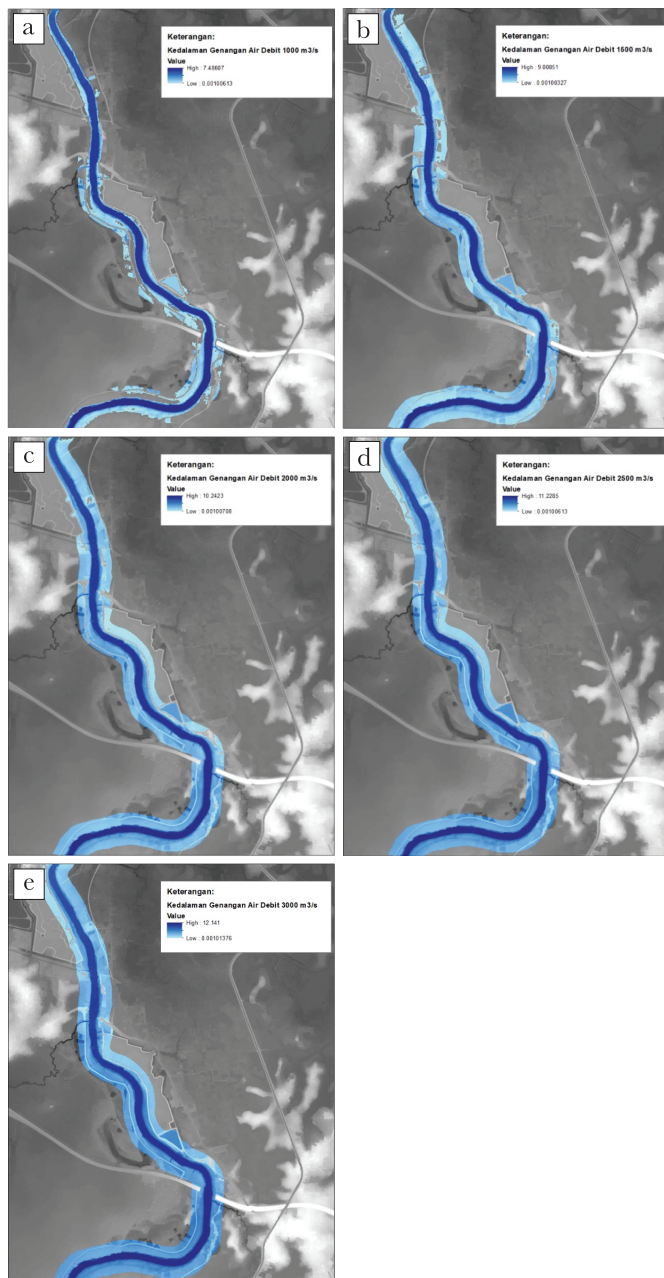 a
Keterangan:
Kedalaman Genangan Air Debit 1000 m3/s
Value
High : 7.48607
Low : 0.00100613
b
Keterangan:
Kedalaman Genangan Air Debit 1500 m3/s
Value
High : 9.00851
Low : 0.00100327
c
Keterangan:
Kedalaman Genangan Air Debit 2000 m3/s
Value
High : 10.2423
Low : 0.00100708
d
Keterangan:
Kedalaman Genangan Air Debit 2500 m3/s
Value
High : 11.2285
Low : 0.00100613
e
Keterangan:
Kedalaman Genangan Air Debit 3000 m3/s
Value
High : 12.141
Low : 0.00101376